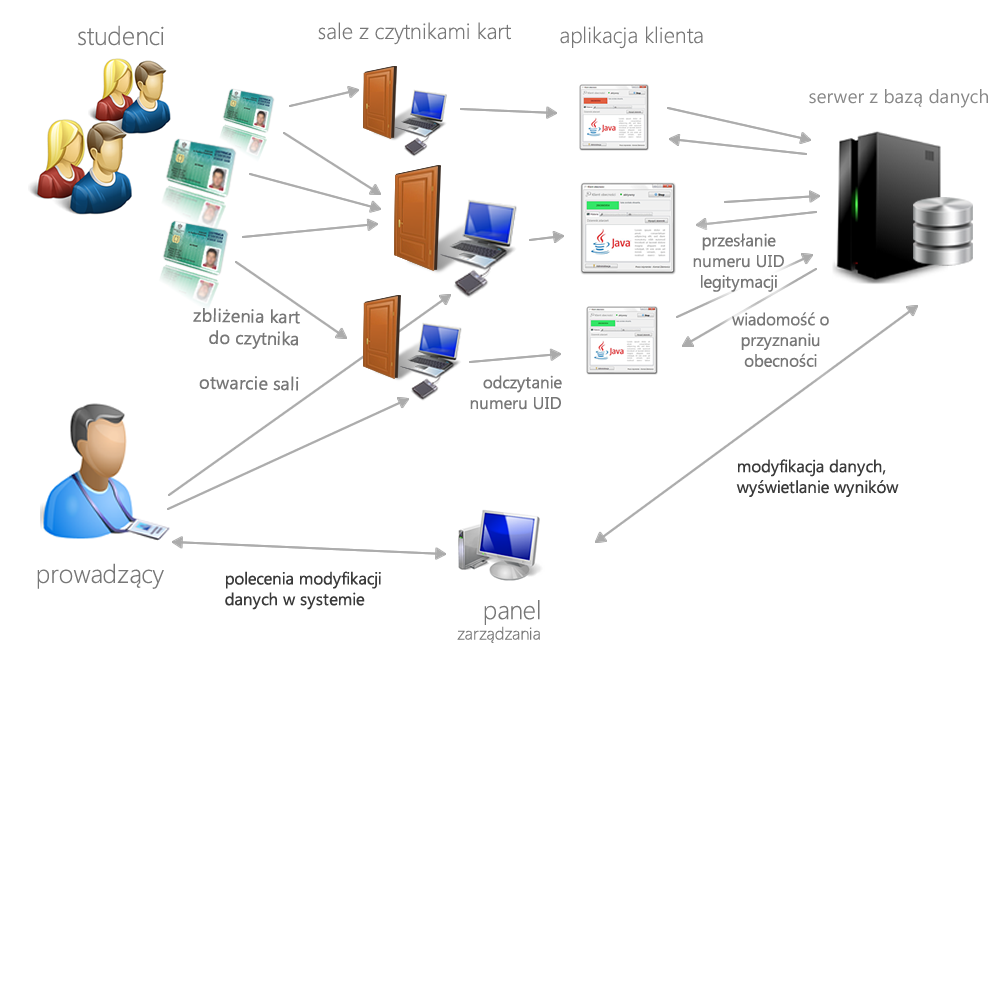 studenci
sale z czytnikami kart
aplikacja klienta
serwer z bazą danych
Java
Java
Java
przesłanie
numeru UID
legitymacji
zbliżenia kart
do czytnika
wiadomość o
przyznaniu
obecności
otwarcie sali
odczytanie
numeru UID
modyfikacja danych,
wyświetlanie wyników
prowadzący
polecenia modyfikacji
danych w systemie
panel
zarządzania